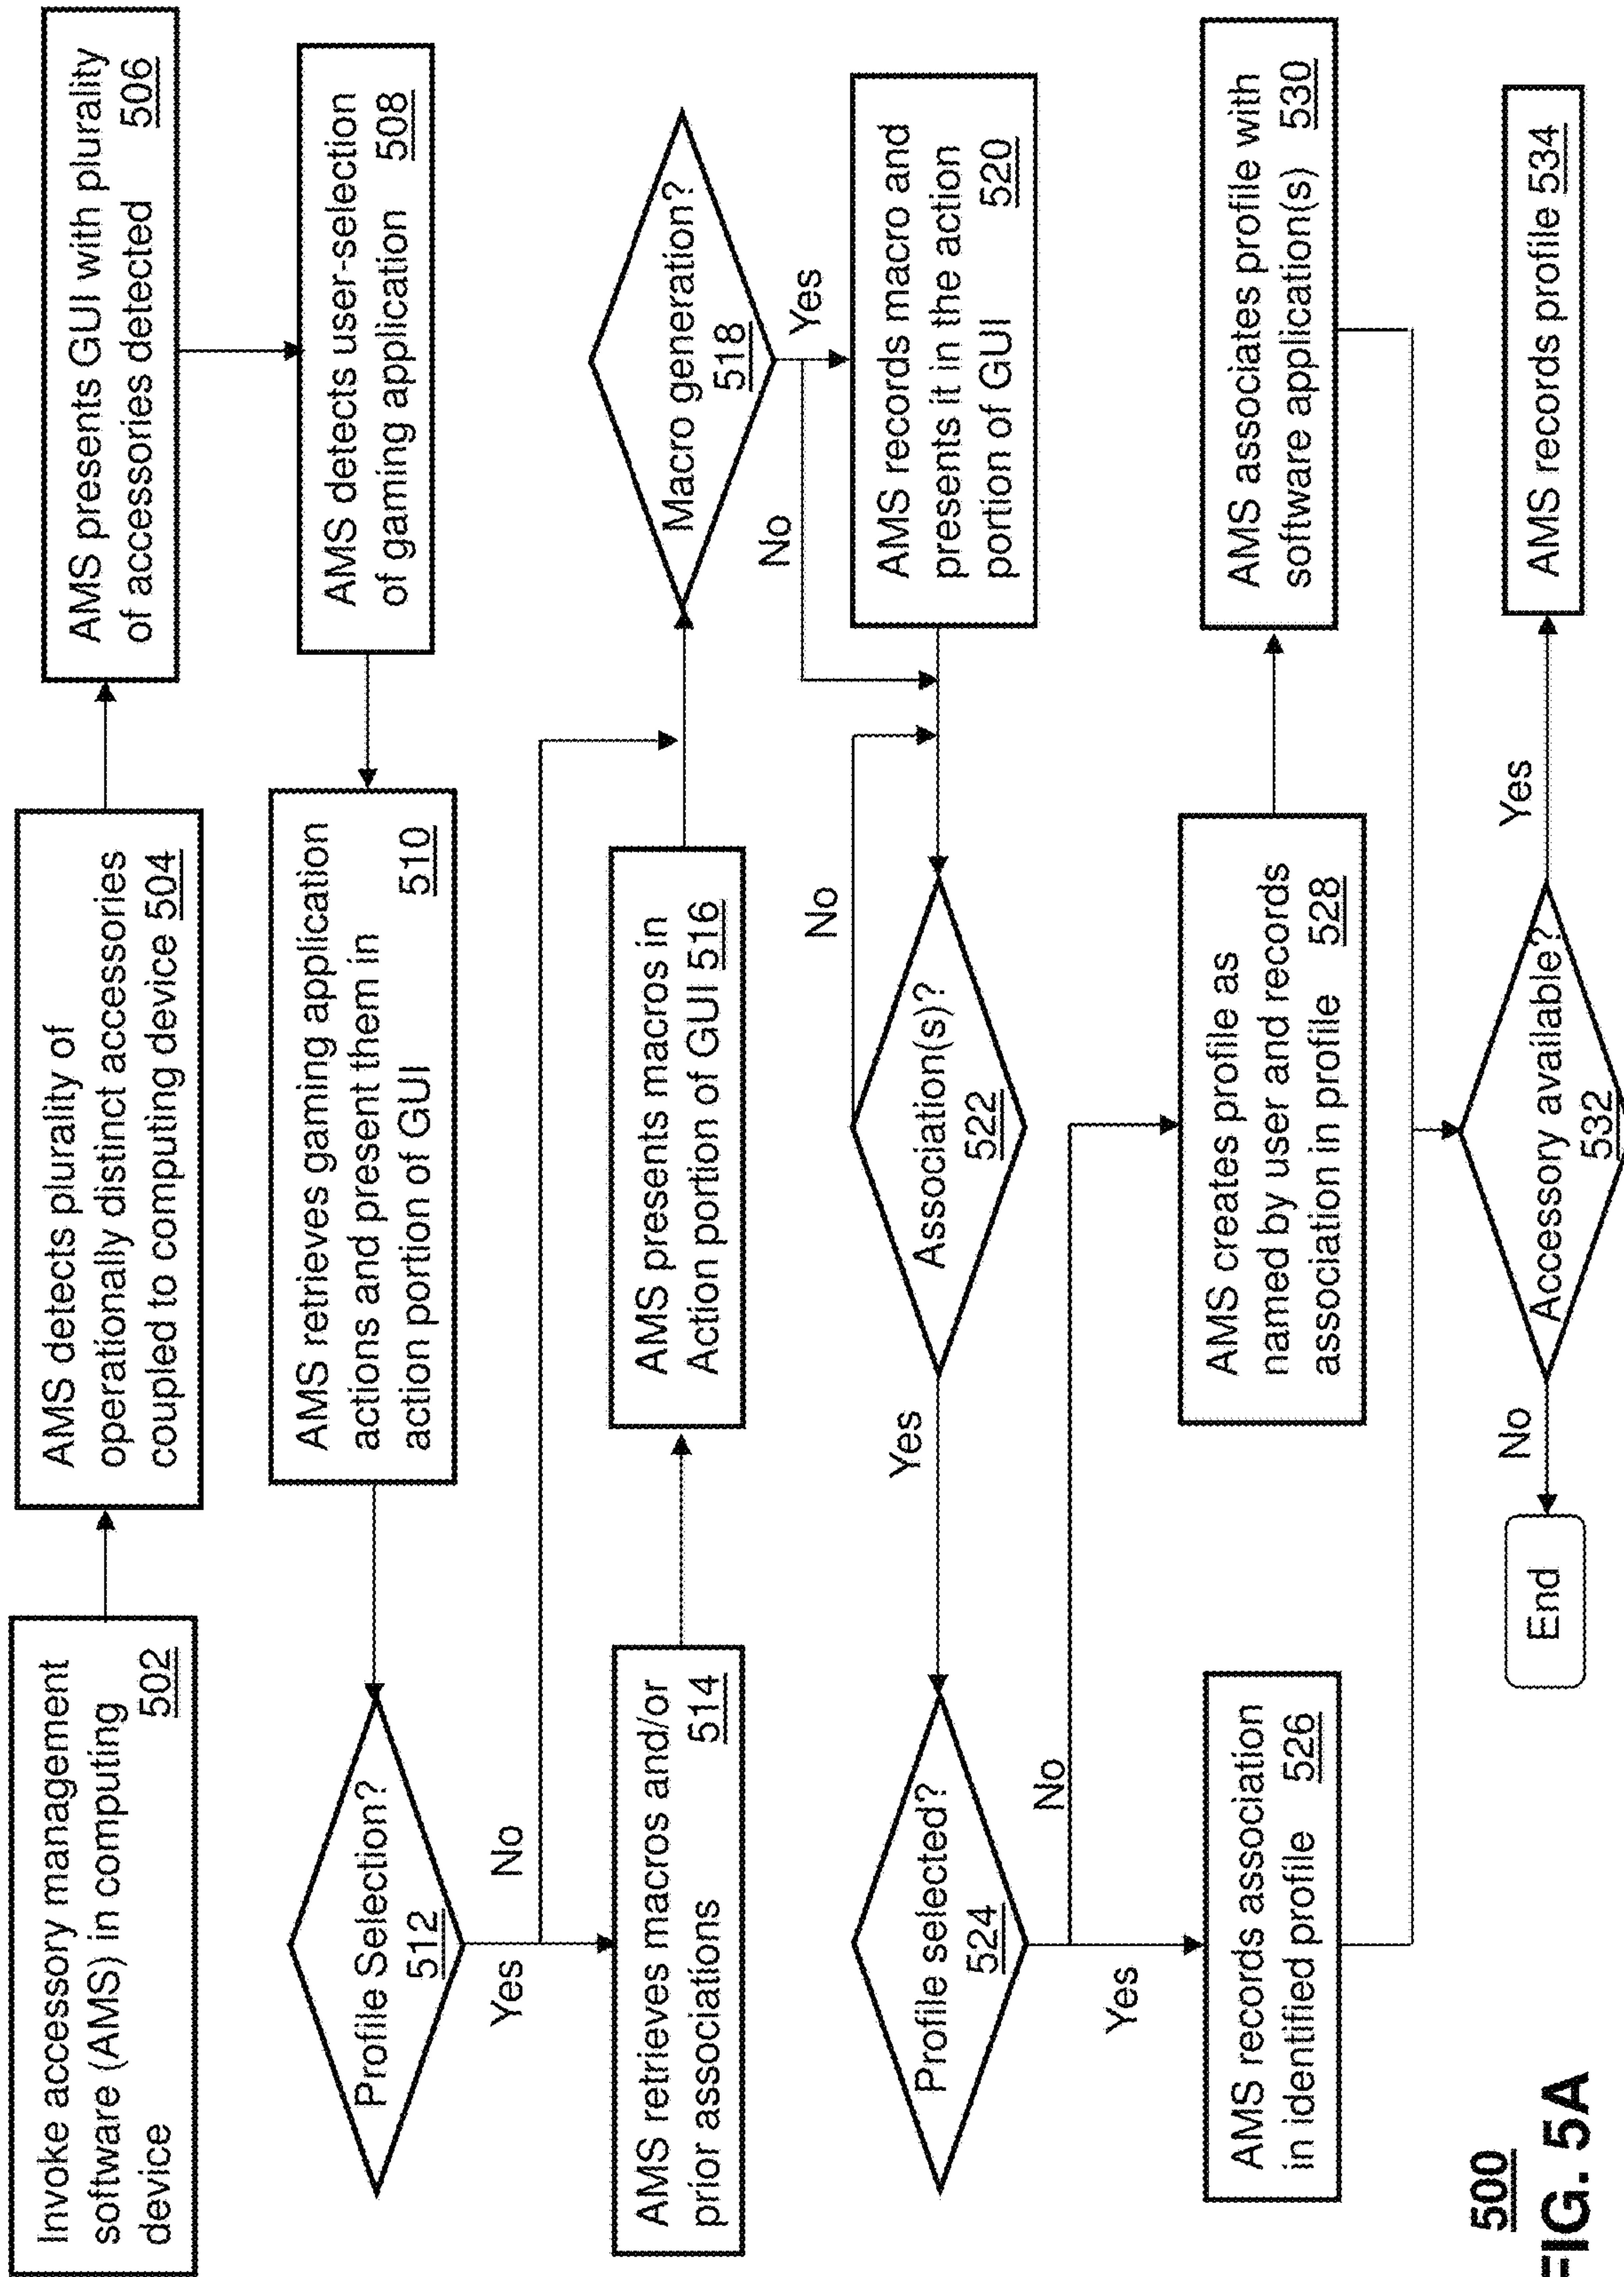 Invoke accessory management
software (AMS) in computing
device 502
AMS detects plurality of
operationally distinct accessories
coupled to computing device 504
AMS presents GUI with plurality
of accessories detected 506
AMS detects user-selection
of gaming application 508
AMS retrieves gaming application
actions and present them in
action portion of GUI 510
Profile Selection?
512
No
Yes
AMS retrieves macros and/or
prior associations 514
AMS presents macros in
Action portion of GUI 516
Macro generation?
518
No
Yes
AMS records macro and
presents it in the action
portion of GUI 520
Association(s)?
522
No
Yes
Profile selected?
524
No
Yes
AMS records association
in identified profile 526
AMS creates profile as
named by user and records
association in profile 528
AMS associates profile with
software application(s) 530
Accessory available?
532
No
Yes
End
AMS records profile 534
500
FIG. 5A